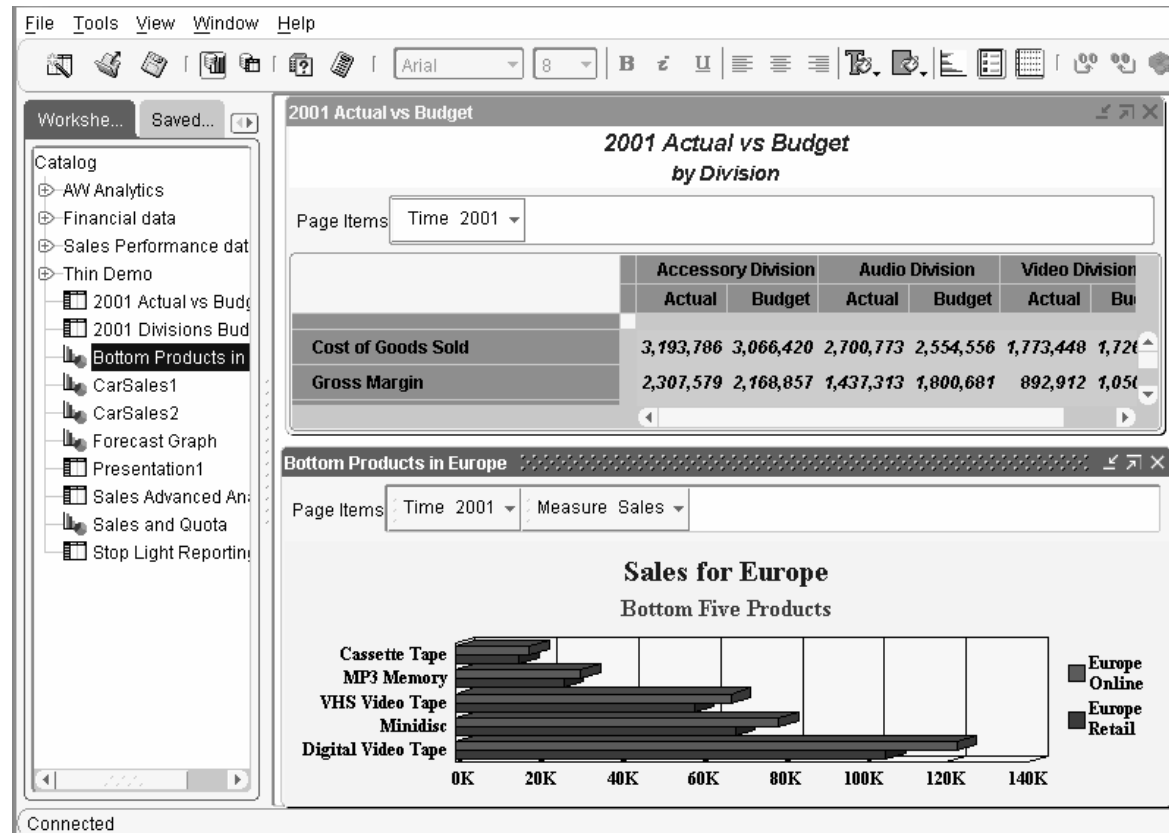 File Tools View Window Help
Arial 8 B i U
Workshe... Saved...
Catalog
AW Analytics
Financial data
Sales Performance dat
Thin Demo
2001 Actual vs Budg
2001 Divisions Bud
Bottom Products in
CarSales1
CarSales2
Forecast Graph
Presentation1
Sales Advanced Ana
Sales and Quota
Stop Light Reporting
2001 Actual vs Budget
2001 Actual vs Budget
by Division
Page Items Time 2001
Accessory Division Audio Division Video Division
Actual Budget Actual Budget Actual Bu
Cost of Goods Sold 3,193,786 3,066,420 2,700,773 2,554,556 1,773,448 1,726
Gross Margin 2,307,579 2,168,857 1,437,313 1,800,681 892,912 1,050
Bottom Products in Europe
Page Items Time 2001 Measure Sales
Sales for Europe
Bottom Five Products
Cassette Tape
MP3 Memory
VHS Video Tape
Minidisc
Digital Video Tape
0K 20K 40K 60K 80K 100K 120K 140K
Europe Online
Europe Retail
Connected